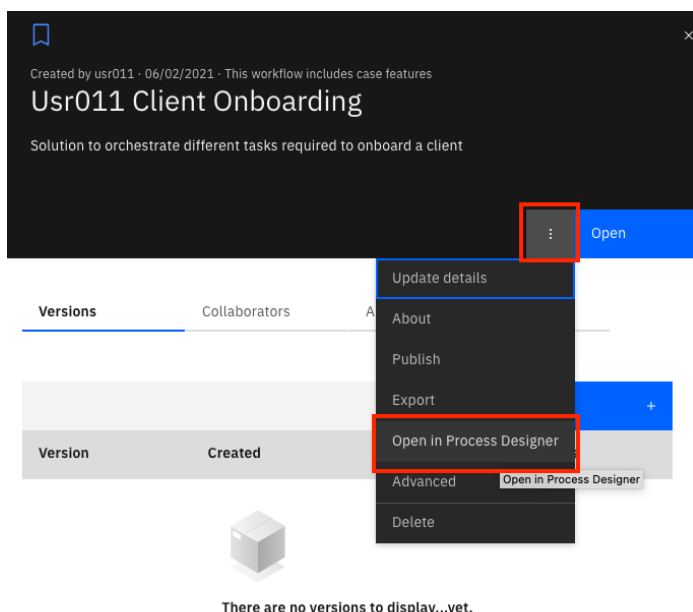 ×
Created by usr011 · 06/02/2021 · This workflow includes case features
Usr011 Client Onboarding
Solution to orchestrate different tasks required to onboard a client
Open
Update details
Versions Collaborators A
About
Publish
Export
+
Open in Process Designer
Version Created s
Advanced
Open in Process Designer
Delete
There are no versions to display...yet.